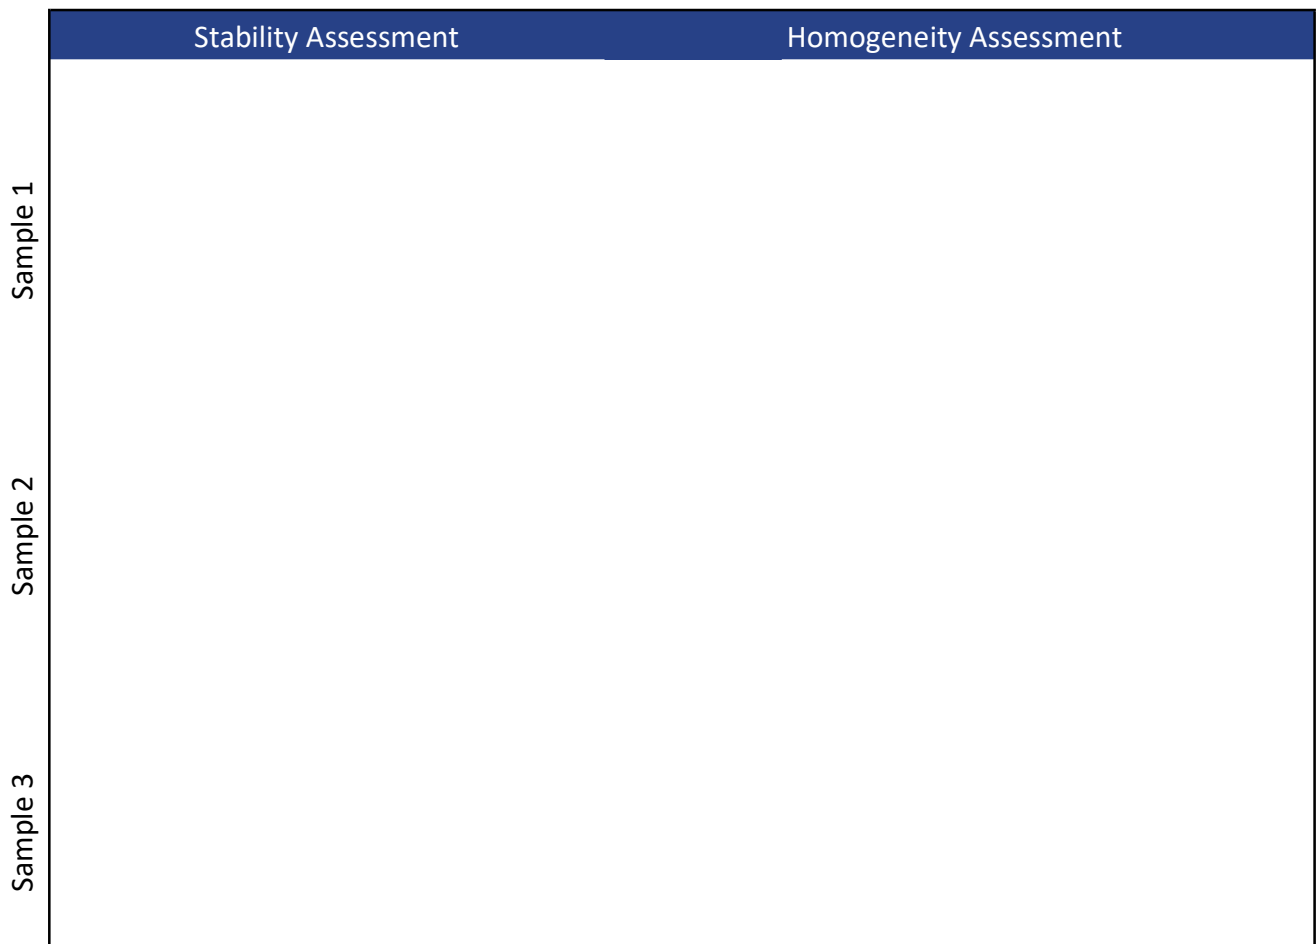 Stability Assessment
Homogeneity Assessment
Sample 1
Sample 2
Sample 3